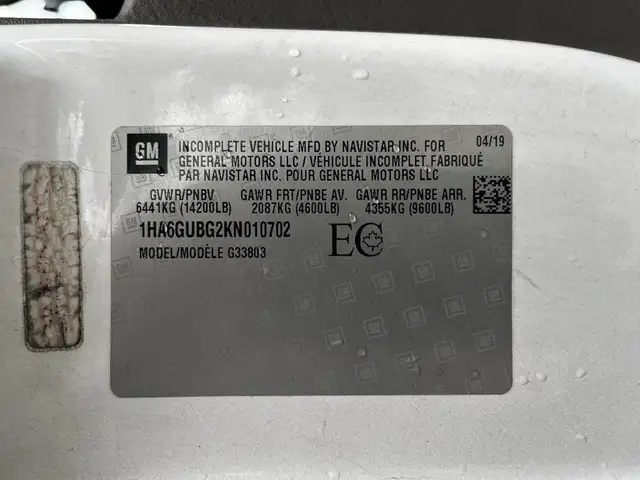 GM
INCOMPLETE VEHICLE MFD BY NAVISTAR INC. FOR
GENERAL MOTORS LLC / VÉHICULE INCOMPLET FABRIQUÉ
PAR NAVISTAR INC. POUR GENERAL MOTORS LLC
04/19
GVWR/PNBV GAWR FRT/PNBE AV. GAWR RR/PNBE ARR.
6441KG (14200LB) 2087KG (4600LB) 4355KG (9600LB)
1HA6GUBG2KN010702
EC
MODEL/MODÈLE G33803